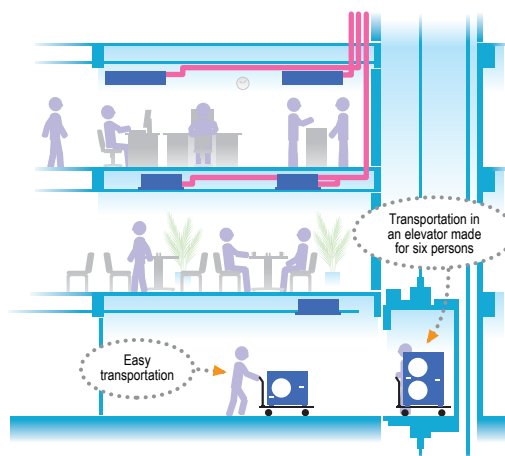 Transportation in
an elevator made
for six persons
Easy
transportation